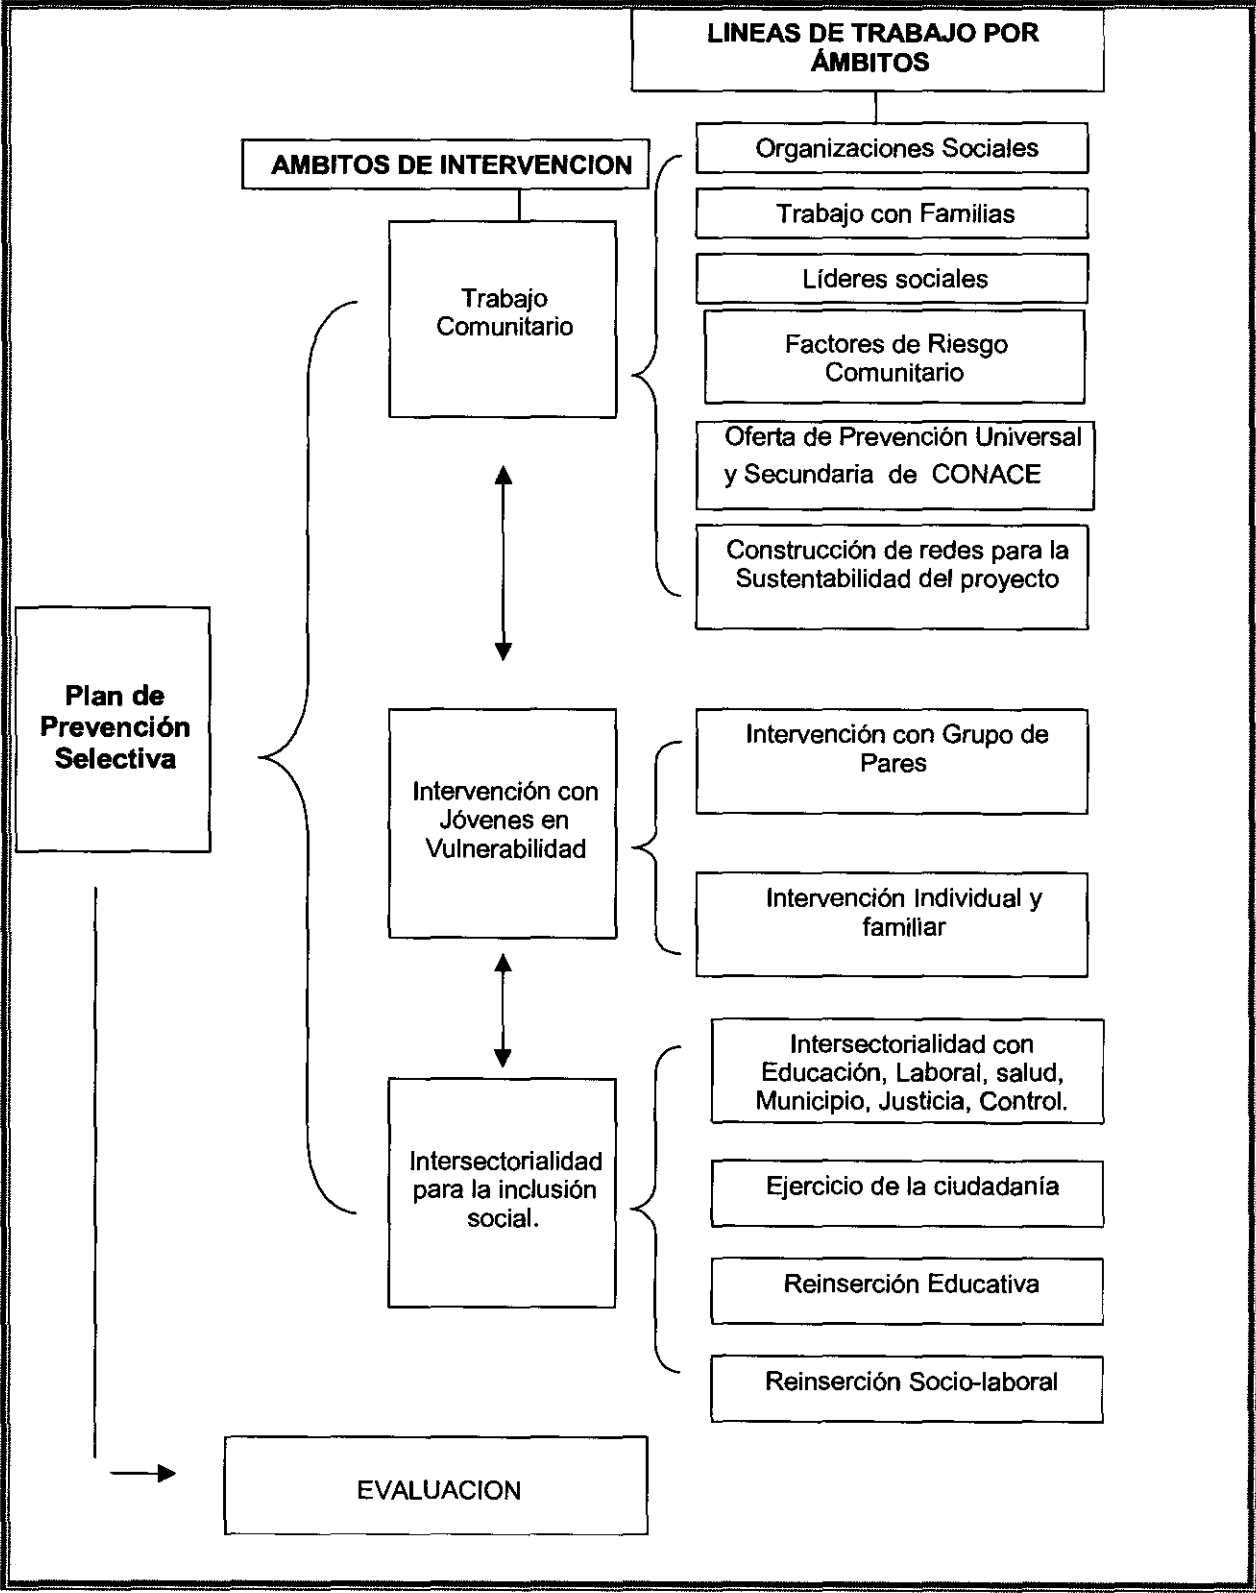 LINEAS DE TRABAJO POR
ÁMBITOS
AMBITOS DE INTERVENCION
Organizaciones Sociales
Trabajo con Familias
Líderes sociales
Trabajo
Comunitario
Factores de Riesgo
Comunitario
Oferta de Prevención Universal
y Secundaria de CONACE
Construcción de redes para la
Sustentabilidad del proyecto
Plan de
Prevención
Selectiva
Intervención con
Jóvenes en
Vulnerabilidad
Intervención con Grupo de
Pares
Intervención Individual y
familiar
Intersectorialidad
para la inclusión
social.
Intersectorialidad con
Educación, Laboral, salud,
Municipio, Justicia, Control.
Ejercicio de la ciudadanía
Reinserción Educativa
Reinserción Socio-laboral
EVALUACION